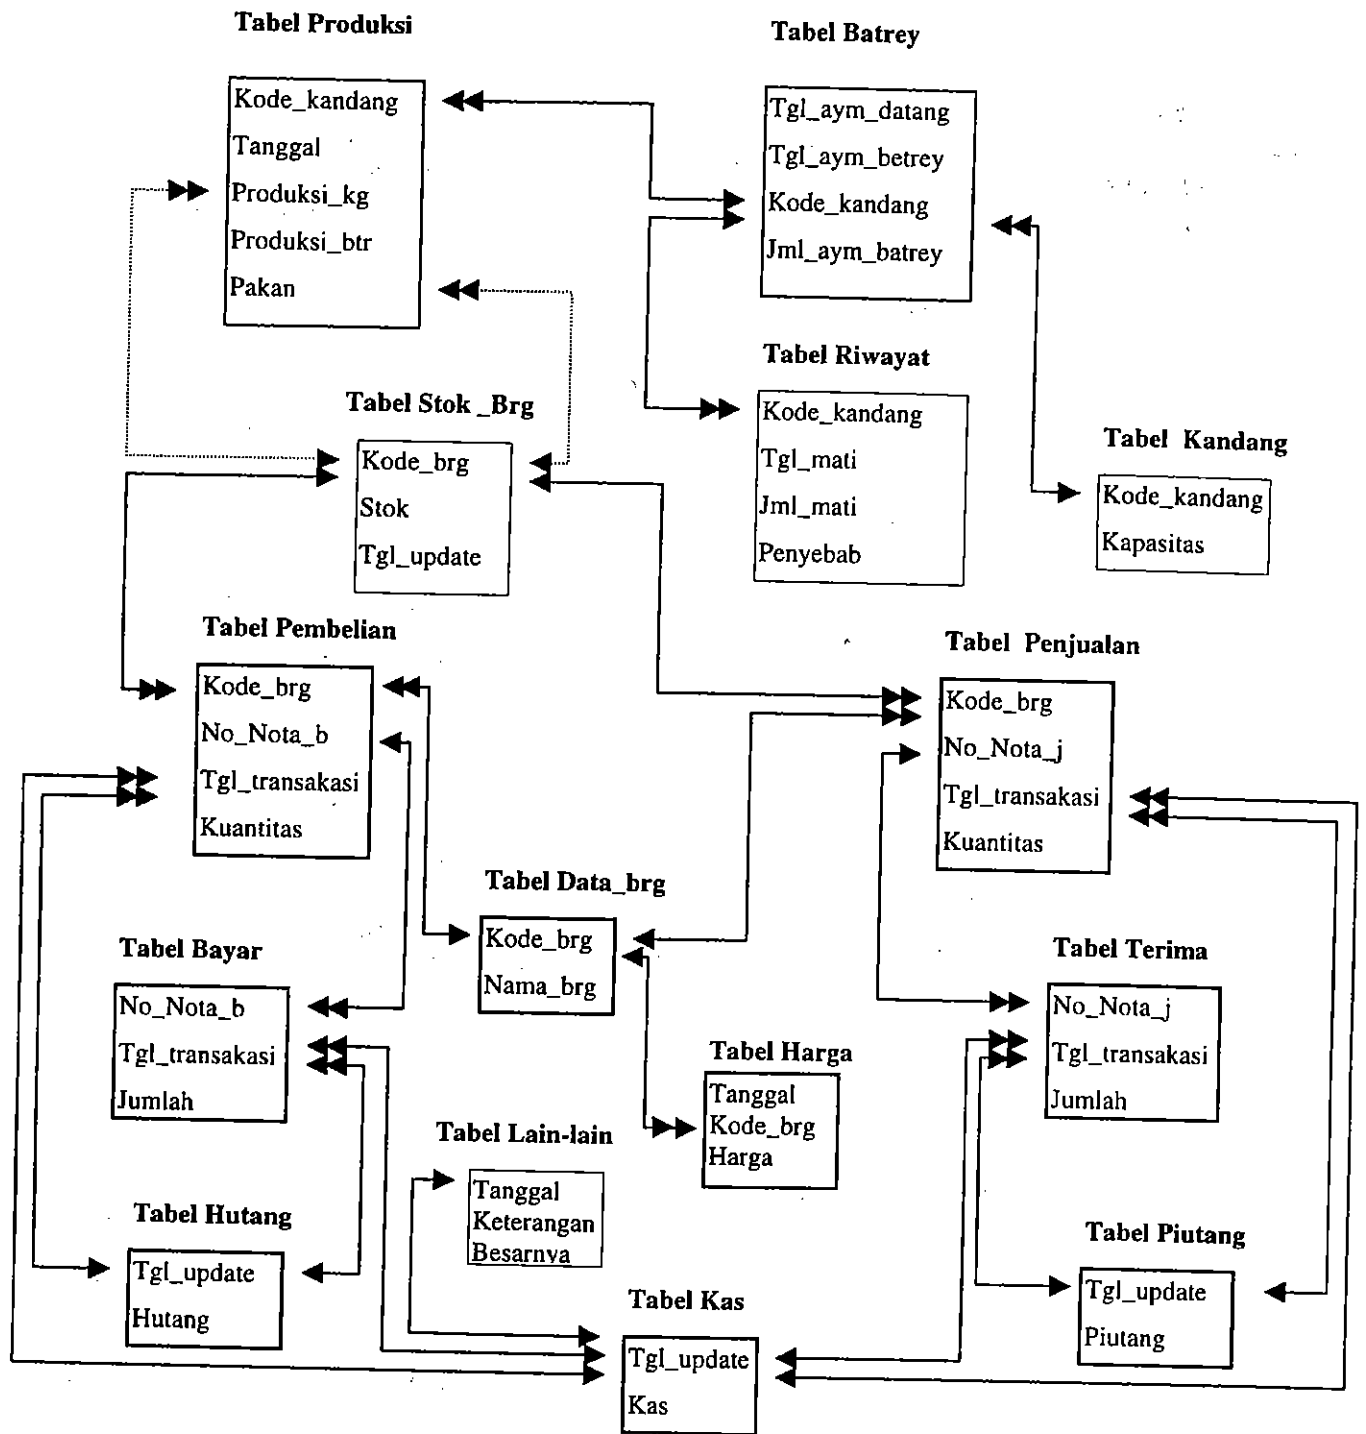 Tabel Produksi
Kode_kandang
Tanggal
Produksi_kg
Produksi_btr
Pakan
Tabel Batrey
Tgl_aym_datang
Tgl_aym_betrey
Kode_kandang
Jml_aym_batrey
Tabel Riwayat
Kode_kandang
Tgl_mati
Jml_mati
Penyebab
Tabel Kandang
Kode_kandang
Kapasitas
Tabel Stok _Brg
Kode_brg
Stok
Tgl_update
Tabel Pembelian
Kode_brg
No_Nota_b
Tgl_transakasi
Kuantitas
Tabel Penjualan
Kode_brg
No_Nota_j
Tgl_transakasi
Kuantitas
Tabel Data_brg
Kode_brg
Nama_brg
Tabel Bayar
No_Nota_b
Tgl_transakasi
Jumlah
Tabel Terima
No_Nota_j
Tgl_transakasi
Jumlah
Tabel Harga
Tanggal
Kode_brg
Harga
Tabel Lain-lain
Tanggal
Keterangan
Besarnya
Tabel Hutang
Tgl_update
Hutang
Tabel Piutang
Tgl_update
Piutang
Tabel Kas
Tgl_update
Kas